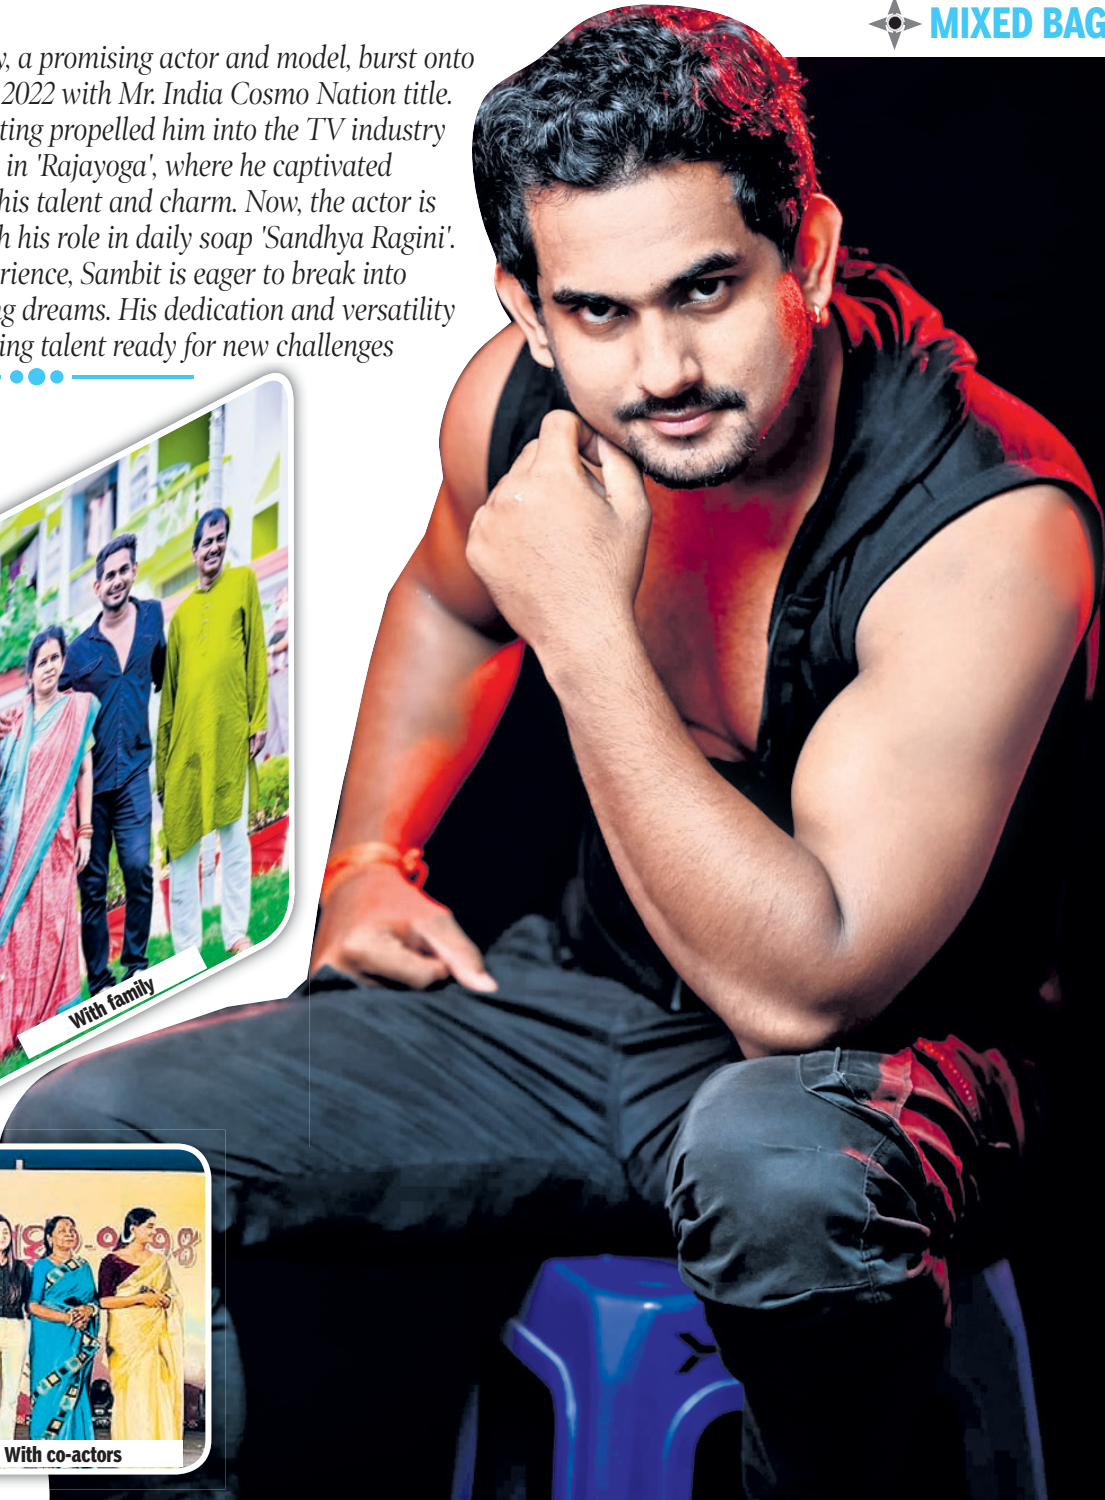 MIXED BAG
y, a promising actor and model, burst onto
2022 with Mr. India Cosmo Nation title.
ting propelled him into the TV industry
in 'Rajayoga', where he captivated
his talent and charm. Now, the actor is
h his role in daily soap 'Sandhya Ragini'.
rience, Sambit is eager to break into
g dreams. His dedication and versatility
ing talent ready for new challenges
With family
With co-actors